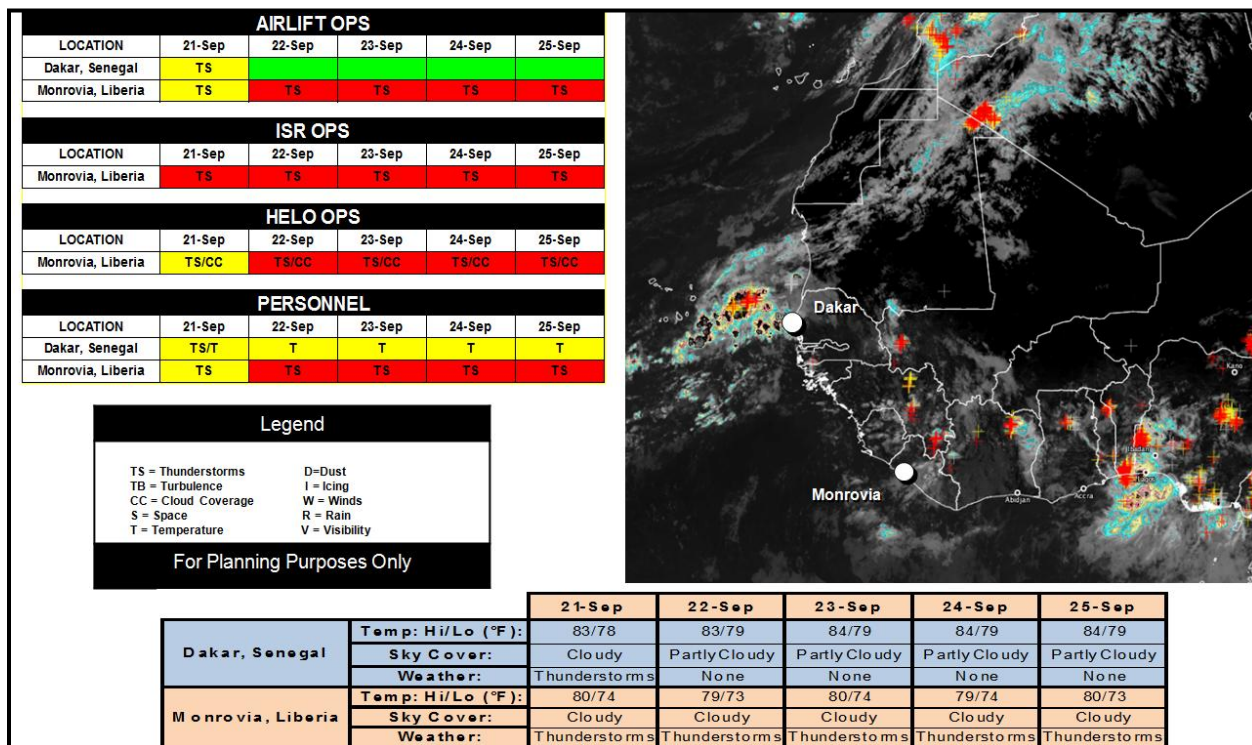 AIRLIFT OPS
LOCATION 21-Sep 22-Sep 23-Sep 24-Sep 25-Sep
Dakar, Senegal TS
Monrovia, Liberia TS TS TS TS TS
ISR OPS
LOCATION 21-Sep 22-Sep 23-Sep 24-Sep 25-Sep
Monrovia, Liberia TS TS TS TS TS
HELO OPS
LOCATION 21-Sep 22-Sep 23-Sep 24-Sep 25-Sep
Monrovia, Liberia TS/CC TS/CC TS/CC TS/CC TS/CC
PERSONNEL
LOCATION 21-Sep 22-Sep 23-Sep 24-Sep 25-Sep
Dakar, Senegal TS/T T T T T
Monrovia, Liberia TS TS TS TS TS
Legend
TS = Thunderstorms D=Dust
TB = Turbulence I = Icing
CC = Cloud Coverage W = Winds
S = Space R = Rain
T = Temperature V = Visibility
For Planning Purposes Only
Dakar
Kano
Ibadan
Monrovia
Abidjan
Accra
21-Sep 22-Sep 23-Sep 24-Sep 25-Sep
Dakar, Senegal
Temp: Hi/Lo (°F): 83/78 83/79 84/79 84/79 84/79
Sky Cover: Cloudy Partly Cloudy Partly Cloudy Partly Cloudy Partly Cloudy
Weather: Thunderstorms None None None None
Monrovia, Liberia
Temp: Hi/Lo (°F): 80/74 79/73 80/74 79/74 80/73
Sky Cover: Cloudy Cloudy Cloudy Cloudy Cloudy
Weather: Thunderstorms Thunderstorms Thunderstorms Thunderstorms Thunderstorms